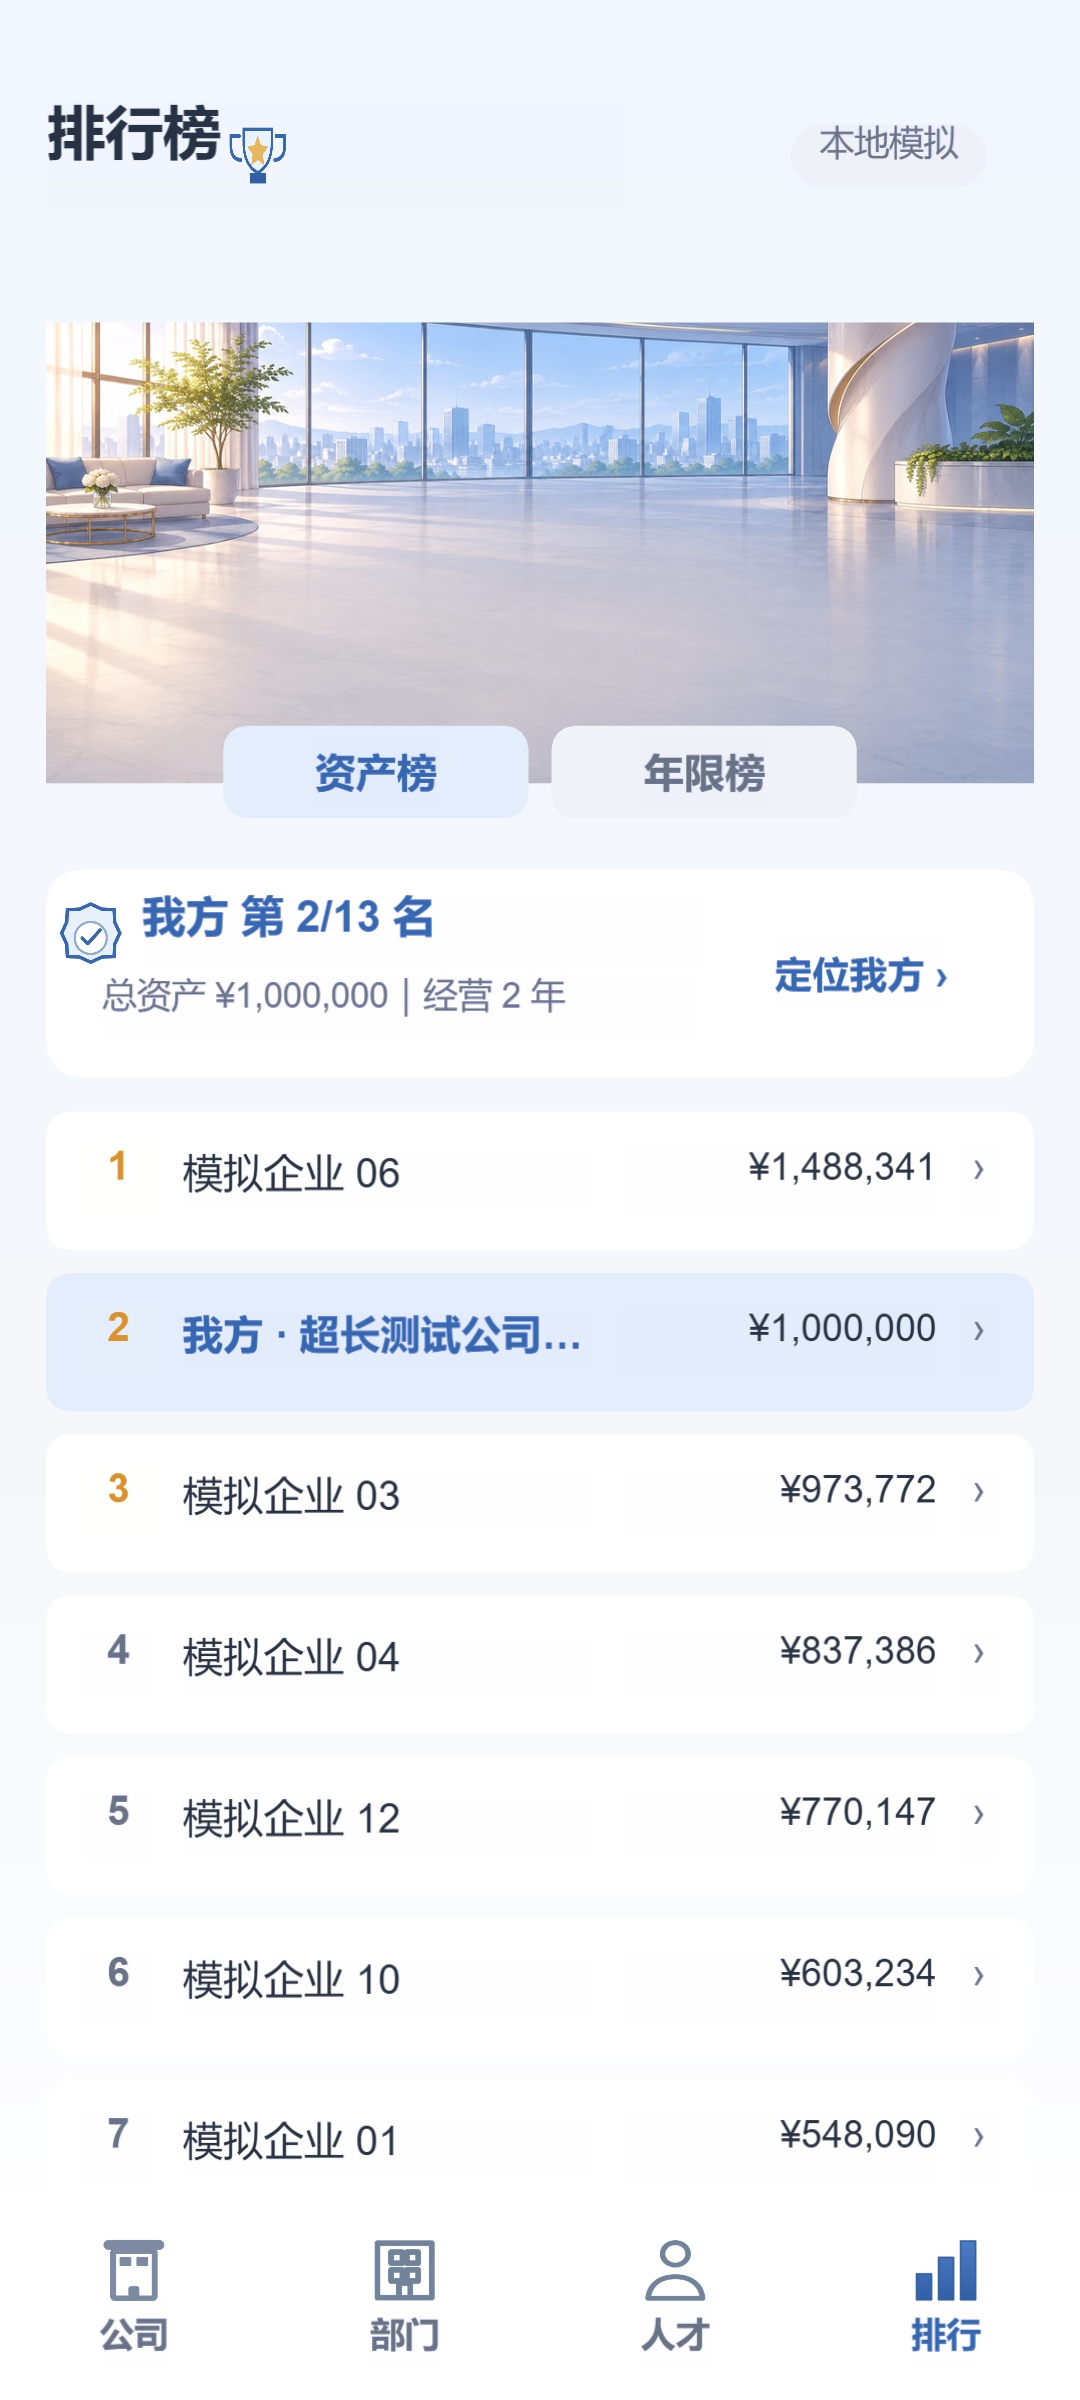 排行榜
本地模拟
资产榜
年限榜
我方 第 2/13 名
总资产 ¥1,000,000 | 经营 2 年
定位我方 ›
1 模拟企业 06 ¥1,488,341 ›
2 我方 · 超长测试公司... ¥1,000,000 ›
3 模拟企业 03 ¥973,772 ›
4 模拟企业 04 ¥837,386 ›
5 模拟企业 12 ¥770,147 ›
6 模拟企业 10 ¥603,234 ›
7 模拟企业 01 ¥548,090 ›
公司
部门
人才
排行